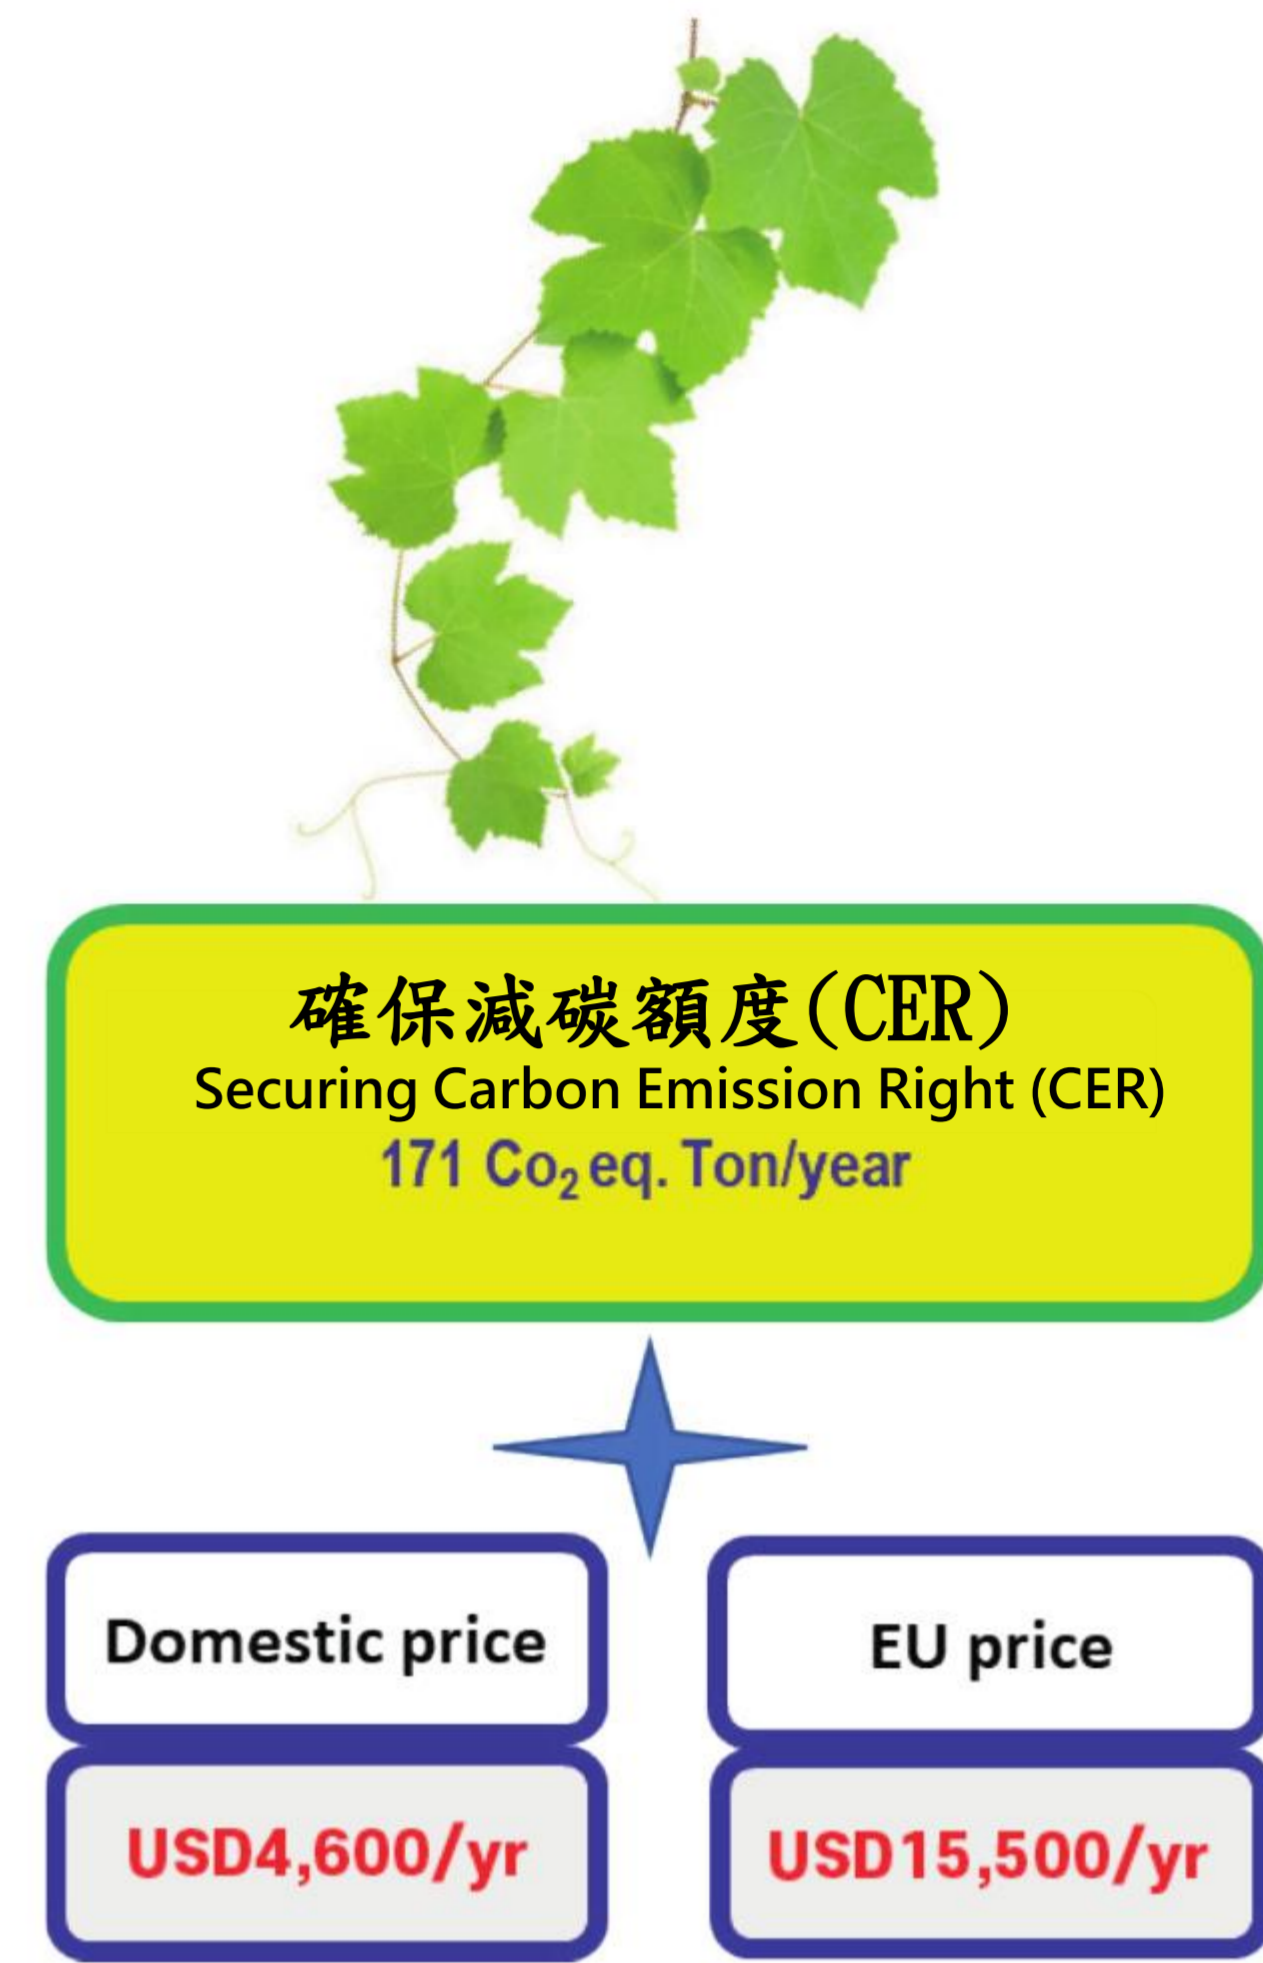 確保減碳額度(CER)
Securing Carbon Emission Right (CER)
171 Co₂ eq. Ton/year
Domestic price
EU price
USD4,600/yr
USD15,500/yr